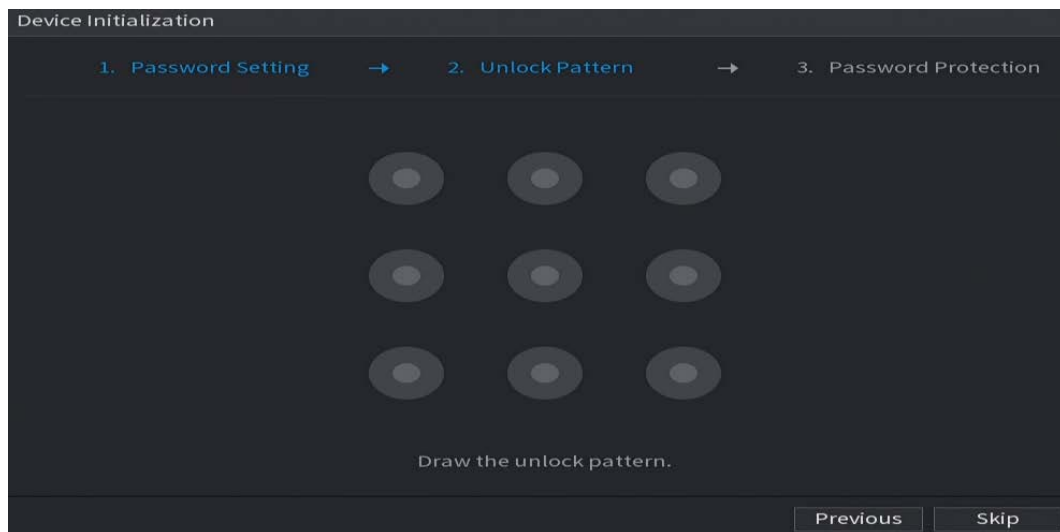 Device Initialization
1. Password Setting → 2. Unlock Pattern → 3. Password Protection
Draw the unlock pattern.
Previous Skip